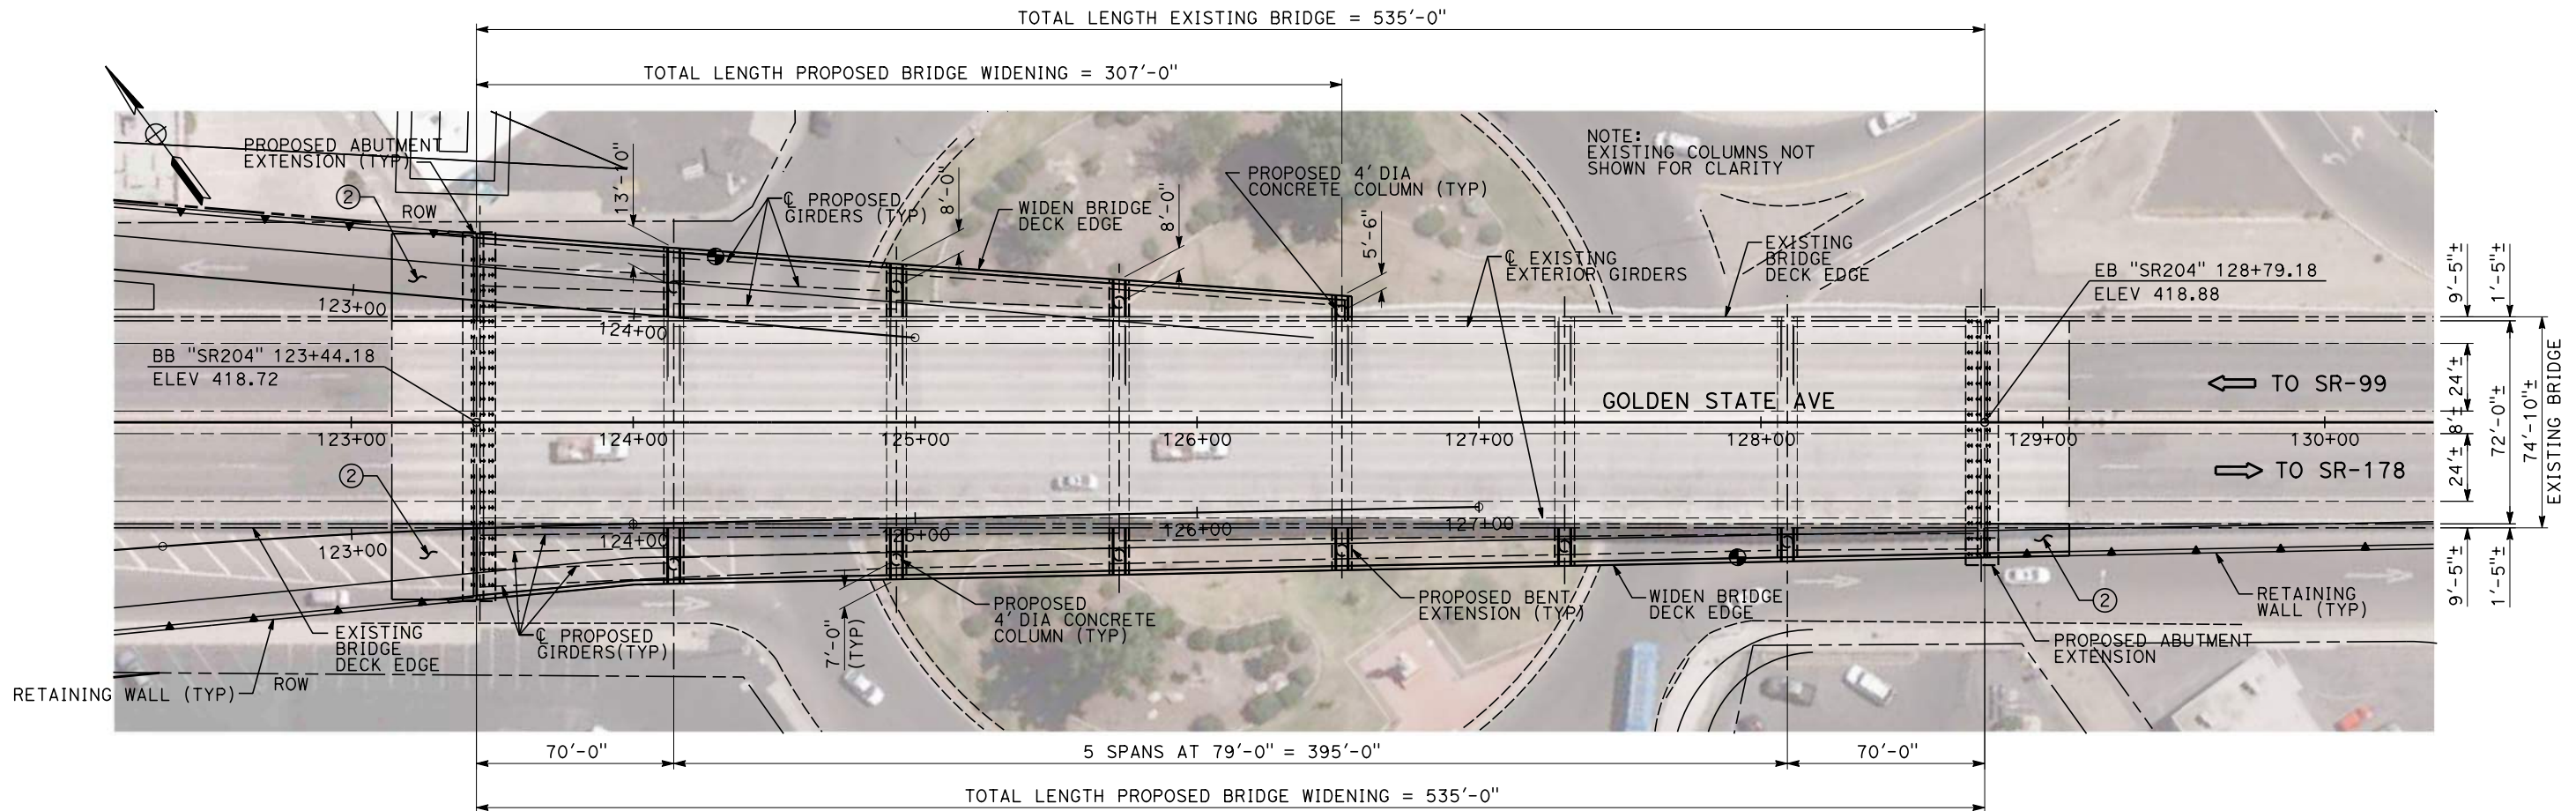 TOTAL LENGTH EXISTING BRIDGE = 535'-0"
TOTAL LENGTH PROPOSED BRIDGE WIDENING = 307'-0"
PROPOSED ABUTMENT
EXTENSION (TYP)
2
ROW
13'-10"
℄ PROPOSED
GIRDERS (TYP)
8'-0"
WIDEN BRIDGE
DECK EDGE
8'-0"
PROPOSED 4' DIA
CONCRETE COLUMN (TYP)
5'-6"
NOTE:
EXISTING COLUMNS NOT
SHOWN FOR CLARITY
℄ EXISTING
EXTERIOR GIRDERS
EXISTING
BRIDGE
DECK EDGE
EB "SR204" 128+79.18
ELEV 418.88
9'-5"±
1'-5"±
123+00
124+00
BB "SR204" 123+44.18
ELEV 418.72
GOLDEN STATE AVE
TO SR-99
24'±
8'±
24'±
72'-0"±
74'-10"±
EXISTING BRIDGE
123+00
124+00
125+00
126+00
127+00
128+00
129+00
130+00
TO SR-178
2
123+00
124+00
125+00
126+00
127+00
9'-5"±
1'-5"±
EXISTING
BRIDGE
DECK EDGE
℄ PROPOSED
GIRDERS(TYP)
7'-0"
(TYP)
PROPOSED
4' DIA CONCRETE
COLUMN (TYP)
PROPOSED BENT
EXTENSION (TYP)
WIDEN BRIDGE
DECK EDGE
2
RETAINING
WALL (TYP)
PROPOSED ABUTMENT
EXTENSION
RETAINING WALL (TYP)
ROW
70'-0"
5 SPANS AT 79'-0" = 395'-0"
70'-0"
TOTAL LENGTH PROPOSED BRIDGE WIDENING = 535'-0"